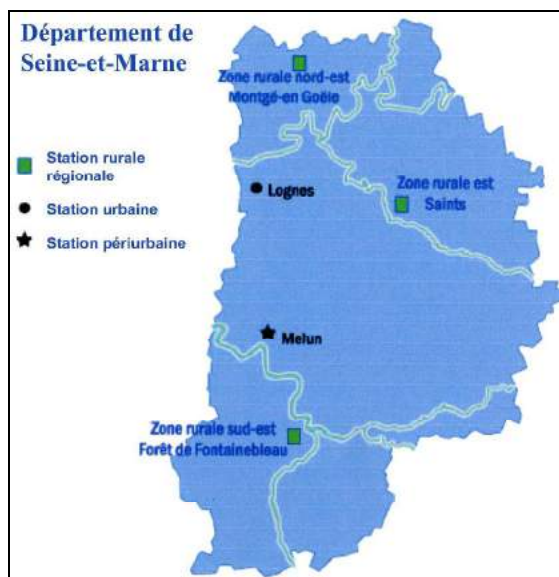 Département de
Seine-et-Marne
Zone rurale nord-est
Montgé-en Goële
Station rurale
régionale
Station urbaine
Station périurbaine
Lognes
Zone rurale est
Saints
Melun
Zone rurale sud-est
Forêt de Fontainebleau